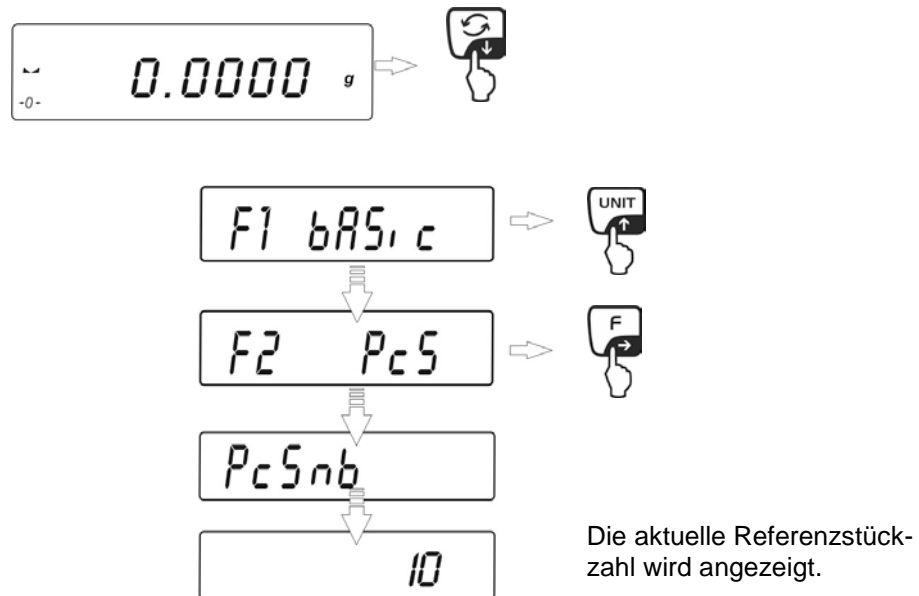 -0- 0.0000 g
F1 bASic
UNIT
F2 PcS
F
PcSnb
10
Die aktuelle Referenzstück-
zahl wird angezeigt.